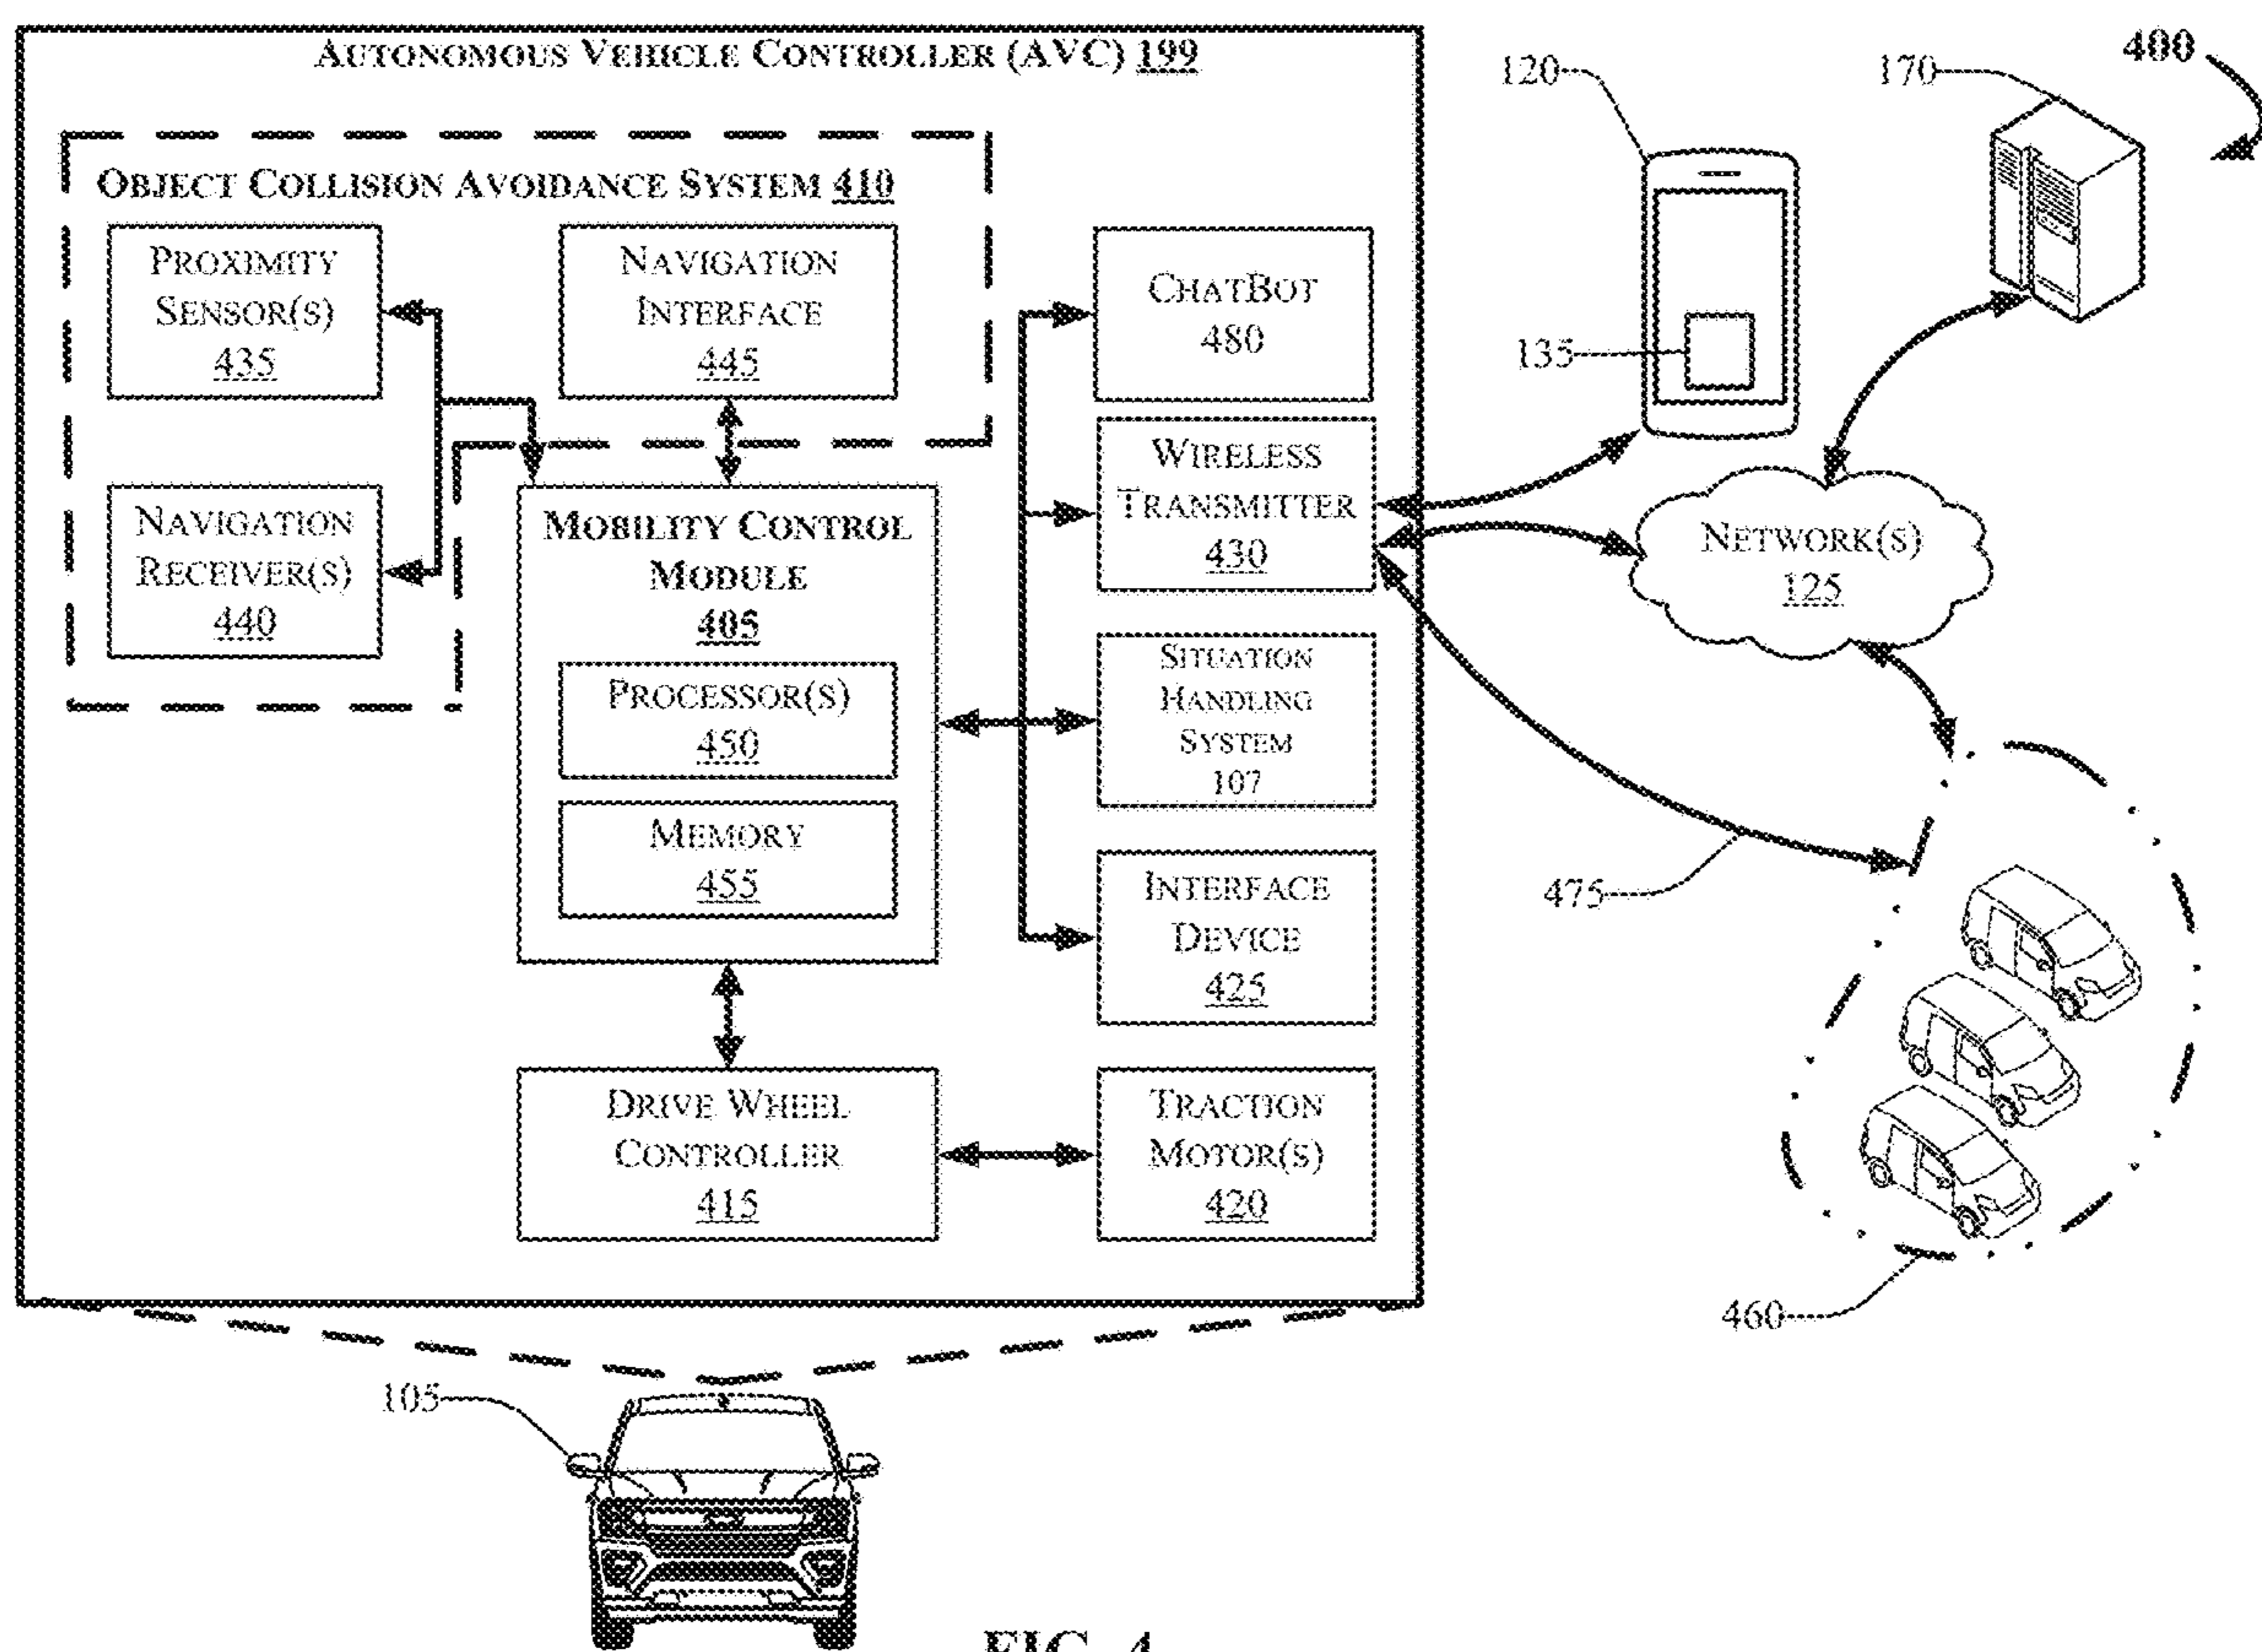 AUTONOMOUS VEHICLE CONTROLLER (AVC) 199
OBJECT COLLISION AVOIDANCE SYSTEM 410
PROXIMITY
SENSOR(S)
435
NAVIGATION
INTERFACE
445
NAVIGATION
RECEIVER(S)
440
MOBILITY CONTROL
MODULE
405
PROCESSOR(S)
450
MEMORY
455
DRIVE WHEEL
CONTROLLER
415
CHATBOT
480
WIRELESS
TRANSMITTER
430
SITUATION
HANDLING
SYSTEM
107
INTERFACE
DEVICE
425
TRACTION
MOTOR(S)
420
120
135
170
400
NETWORK(S)
125
475
460
105
FIG. 4